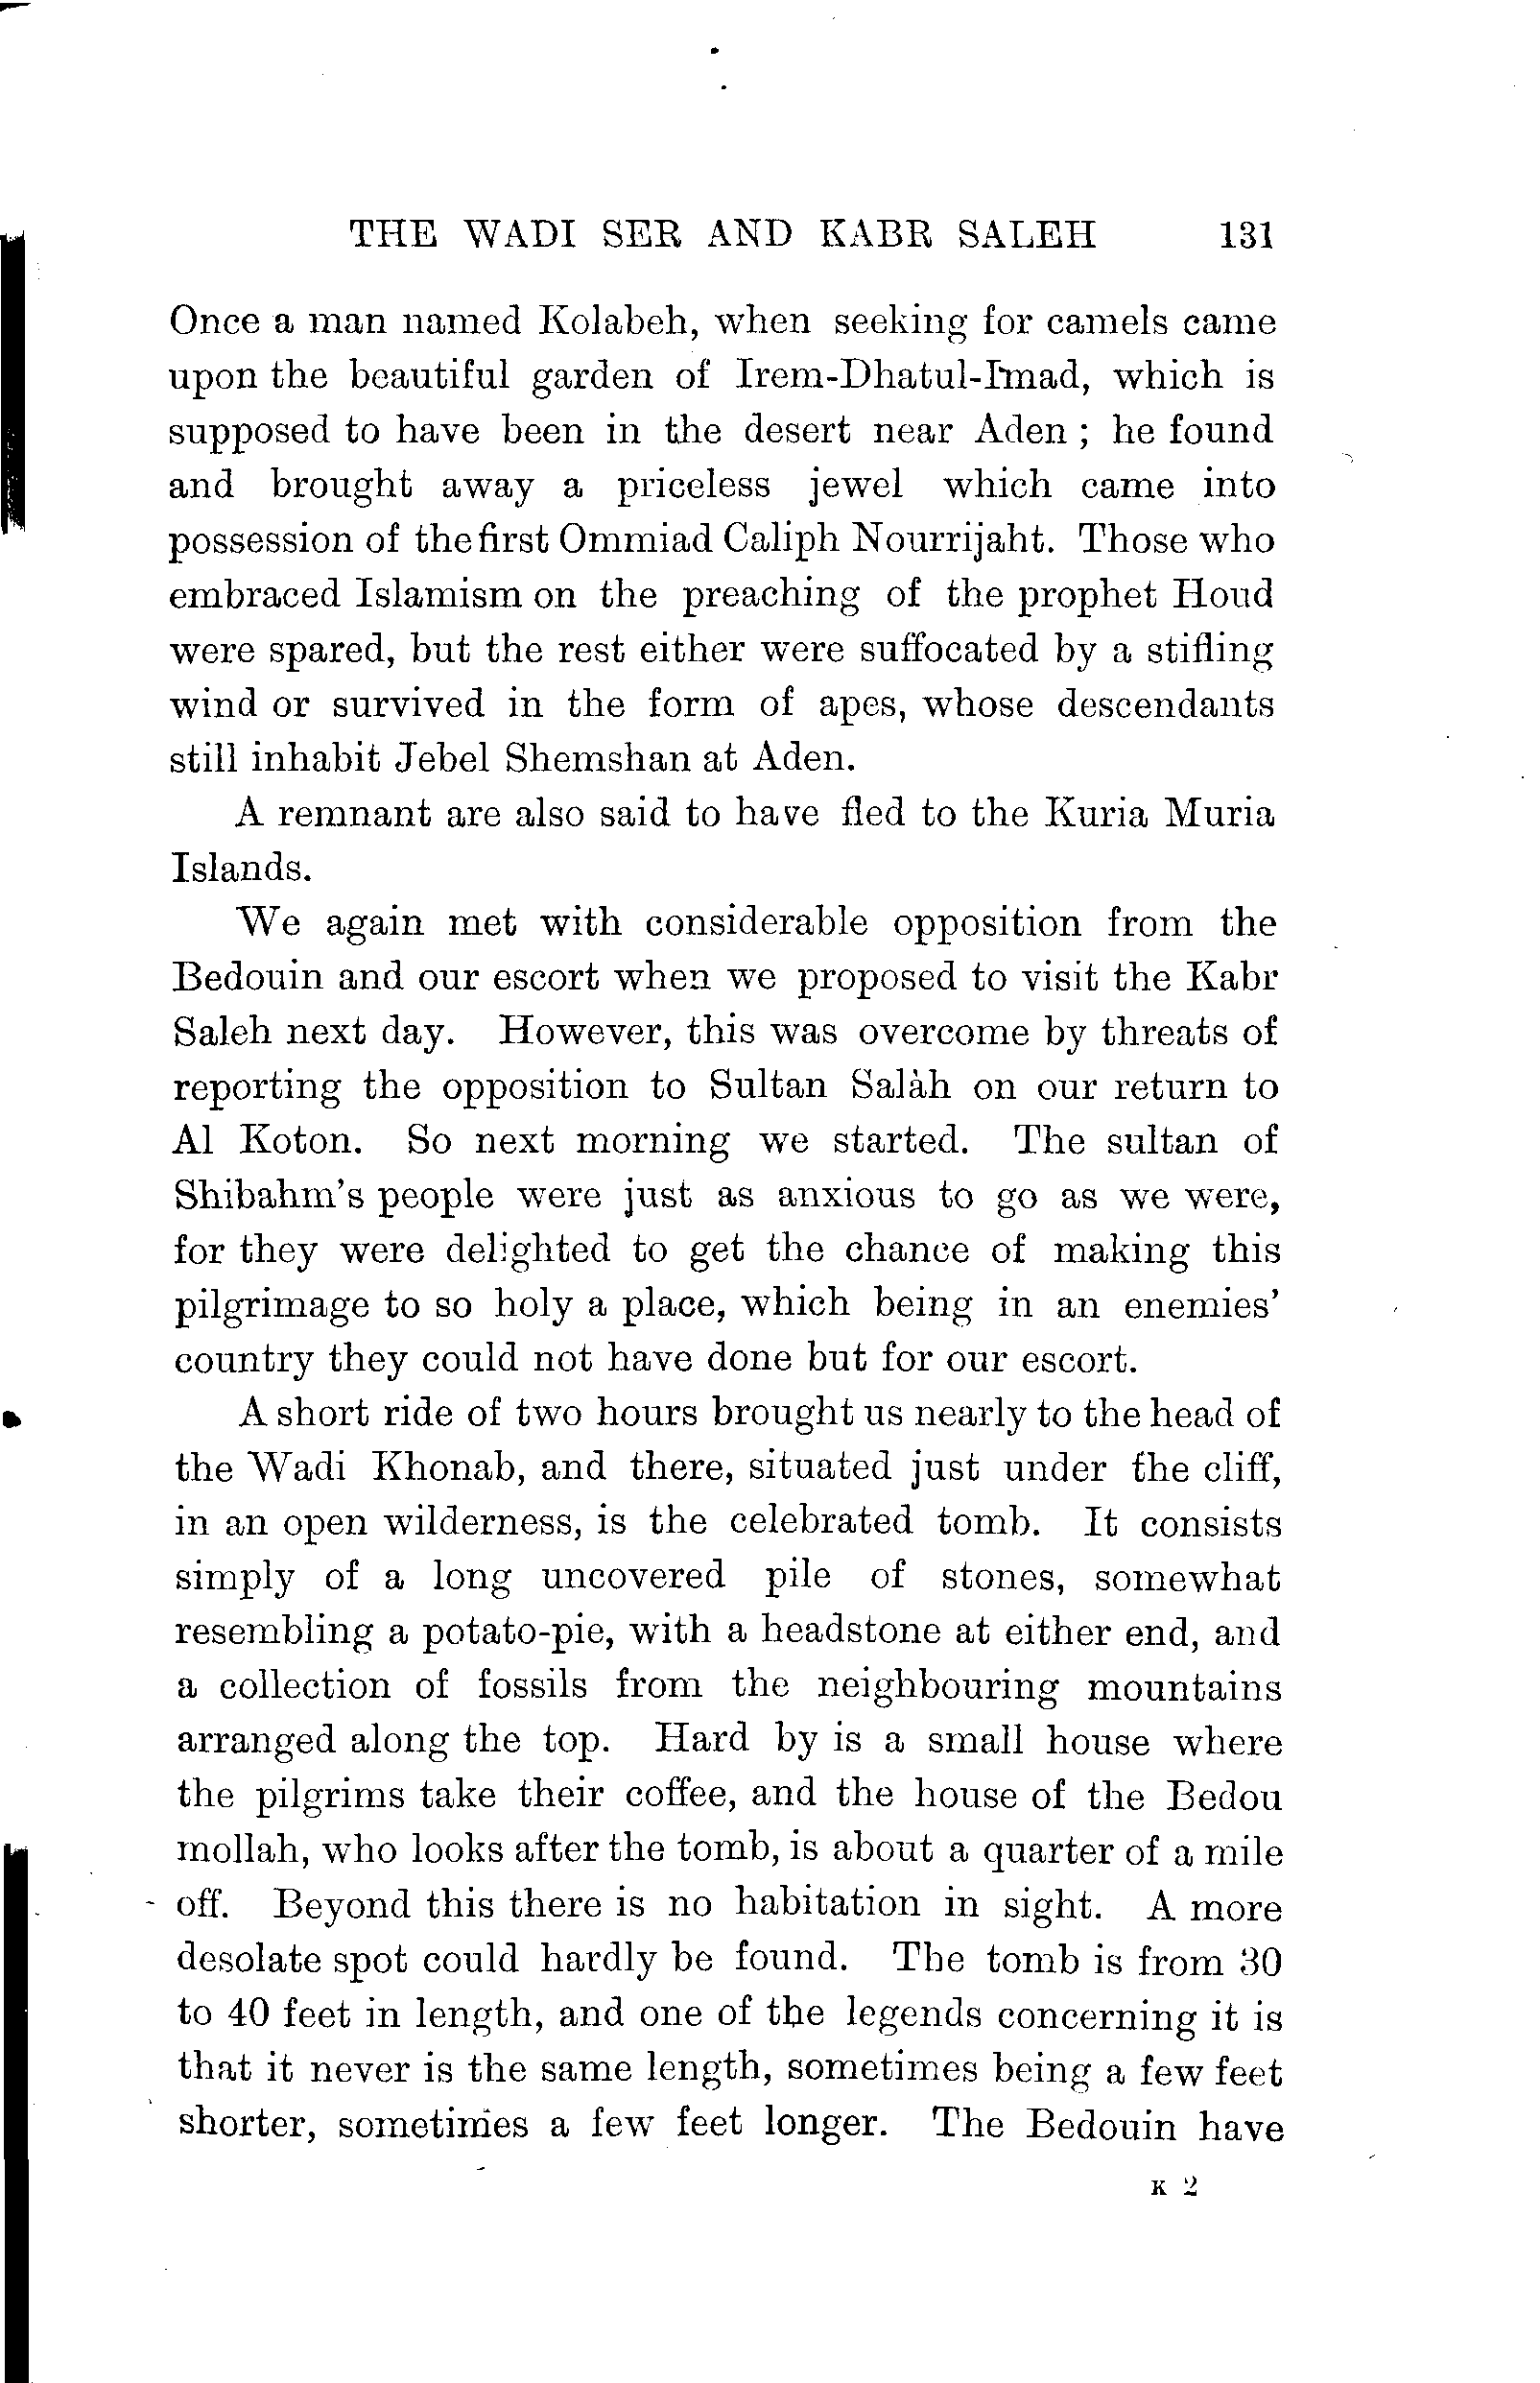 THE WADI SER AND KABR SALEH 131
Once a man named Kolabeh, when seeking for camels came
upon the beautiful garden of Irem-Dhatul-Imad, which is
supposed to have been in the desert near Aden ; he found
and brought away a priceless jewel which came into
possession of the first Ommiad Caliph Nourrijaht. Those who
embraced Islamism on the preaching of the prophet Houd
were spared, but the rest either were suffocated by a stifling
wind or survived in the form of apes, whose descendants
still inhabit Jebel Shemshan at Aden.
A remnant are also said to have fled to the Kuria Muria
Islands.
We again met with considerable opposition from the
Bedouin and our escort when we proposed to visit the Kabr
Saleh next day. However, this was overcome by threats of
reporting the opposition to Sultan Salàh on our return to
Al Koton. So next morning we started. The sultan of
Shibahm's people were just as anxious to go as we were,
for they were delighted to get the chance of making this
pilgrimage to so holy a place, which being in an enemies'
country they could not have done but for our escort.
A short ride of two hours brought us nearly to the head of
the Wadi Khonab, and there, situated just under the cliff,
in an open wilderness, is the celebrated tomb. It consists
simply of a long uncovered pile of stones, somewhat
resembling a potato-pie, with a headstone at either end, and
a collection of fossils from the neighbouring mountains
arranged along the top. Hard by is a small house where
the pilgrims take their coffee, and the house of the Bedou
mollah, who looks after the tomb, is about a quarter of a mile
off. Beyond this there is no habitation in sight. A more
desolate spot could hardly be found. The tomb is from 30
to 40 feet in length, and one of the legends concerning it is
that it never is the same length, sometimes being a few feet
shorter, sometimes a few feet longer. The Bedouin have
K 2